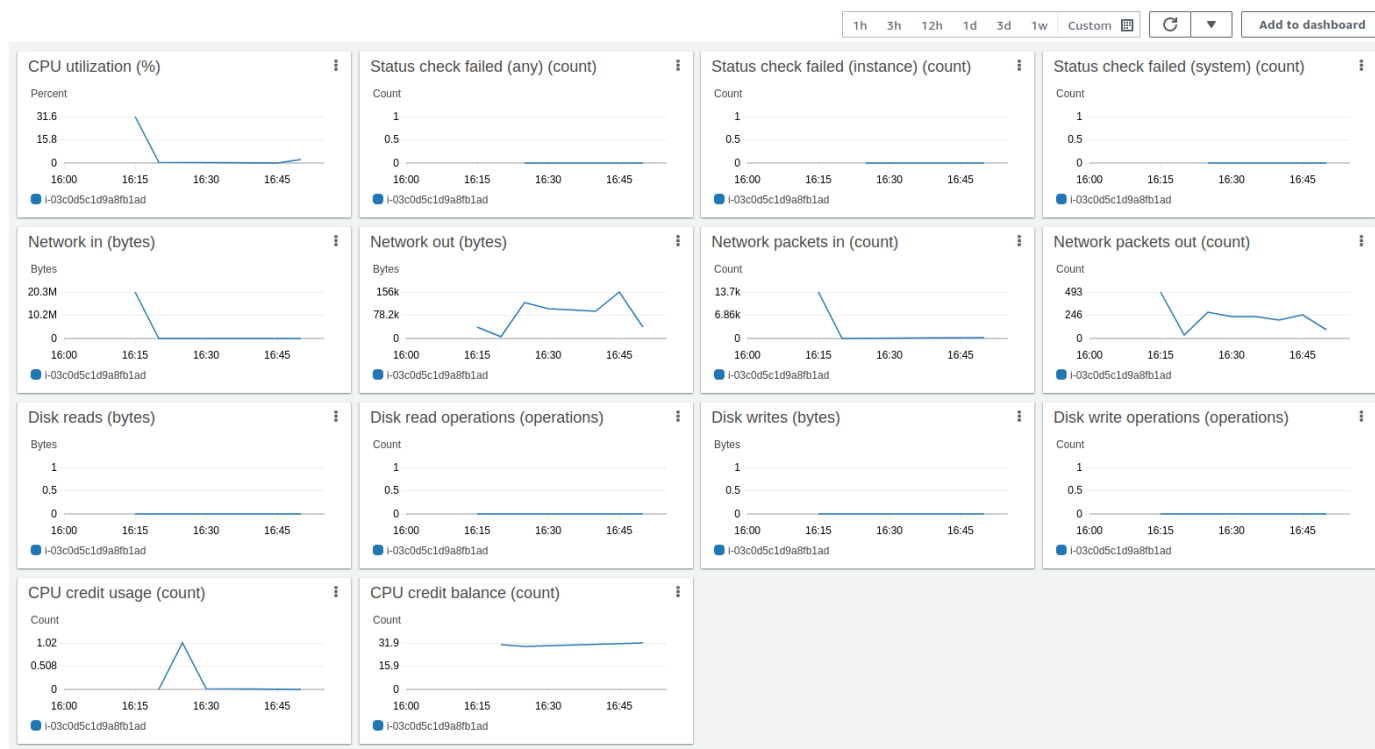 1h 3h 12h 1d 3d 1w Custom Add to dashboard
CPU utilization (%)
Percent
31.6
15.8
0
16:00 16:15 16:30 16:45
i-03c0d5c1d9a8fb1ad
Status check failed (any) (count)
Count
1
0.5
0
16:00 16:15 16:30 16:45
i-03c0d5c1d9a8fb1ad
Status check failed (instance) (count)
Count
1
0.5
0
16:00 16:15 16:30 16:45
i-03c0d5c1d9a8fb1ad
Status check failed (system) (count)
Count
1
0.5
0
16:00 16:15 16:30 16:45
i-03c0d5c1d9a8fb1ad
Network in (bytes)
Bytes
20.3M
10.2M
0
16:00 16:15 16:30 16:45
i-03c0d5c1d9a8fb1ad
Network out (bytes)
Bytes
156k
78.2k
0
16:00 16:15 16:30 16:45
i-03c0d5c1d9a8fb1ad
Network packets in (count)
Count
13.7k
6.86k
0
16:00 16:15 16:30 16:45
i-03c0d5c1d9a8fb1ad
Network packets out (count)
Count
493
246
0
16:00 16:15 16:30 16:45
i-03c0d5c1d9a8fb1ad
Disk reads (bytes)
Bytes
1
0.5
0
16:00 16:15 16:30 16:45
i-03c0d5c1d9a8fb1ad
Disk read operations (operations)
Count
1
0.5
0
16:00 16:15 16:30 16:45
i-03c0d5c1d9a8fb1ad
Disk writes (bytes)
Bytes
1
0.5
0
16:00 16:15 16:30 16:45
i-03c0d5c1d9a8fb1ad
Disk write operations (operations)
Count
1
0.5
0
16:00 16:15 16:30 16:45
i-03c0d5c1d9a8fb1ad
CPU credit usage (count)
Count
1.02
0.508
0
16:00 16:15 16:30 16:45
i-03c0d5c1d9a8fb1ad
CPU credit balance (count)
Count
31.9
15.9
0
16:00 16:15 16:30 16:45
i-03c0d5c1d9a8fb1ad